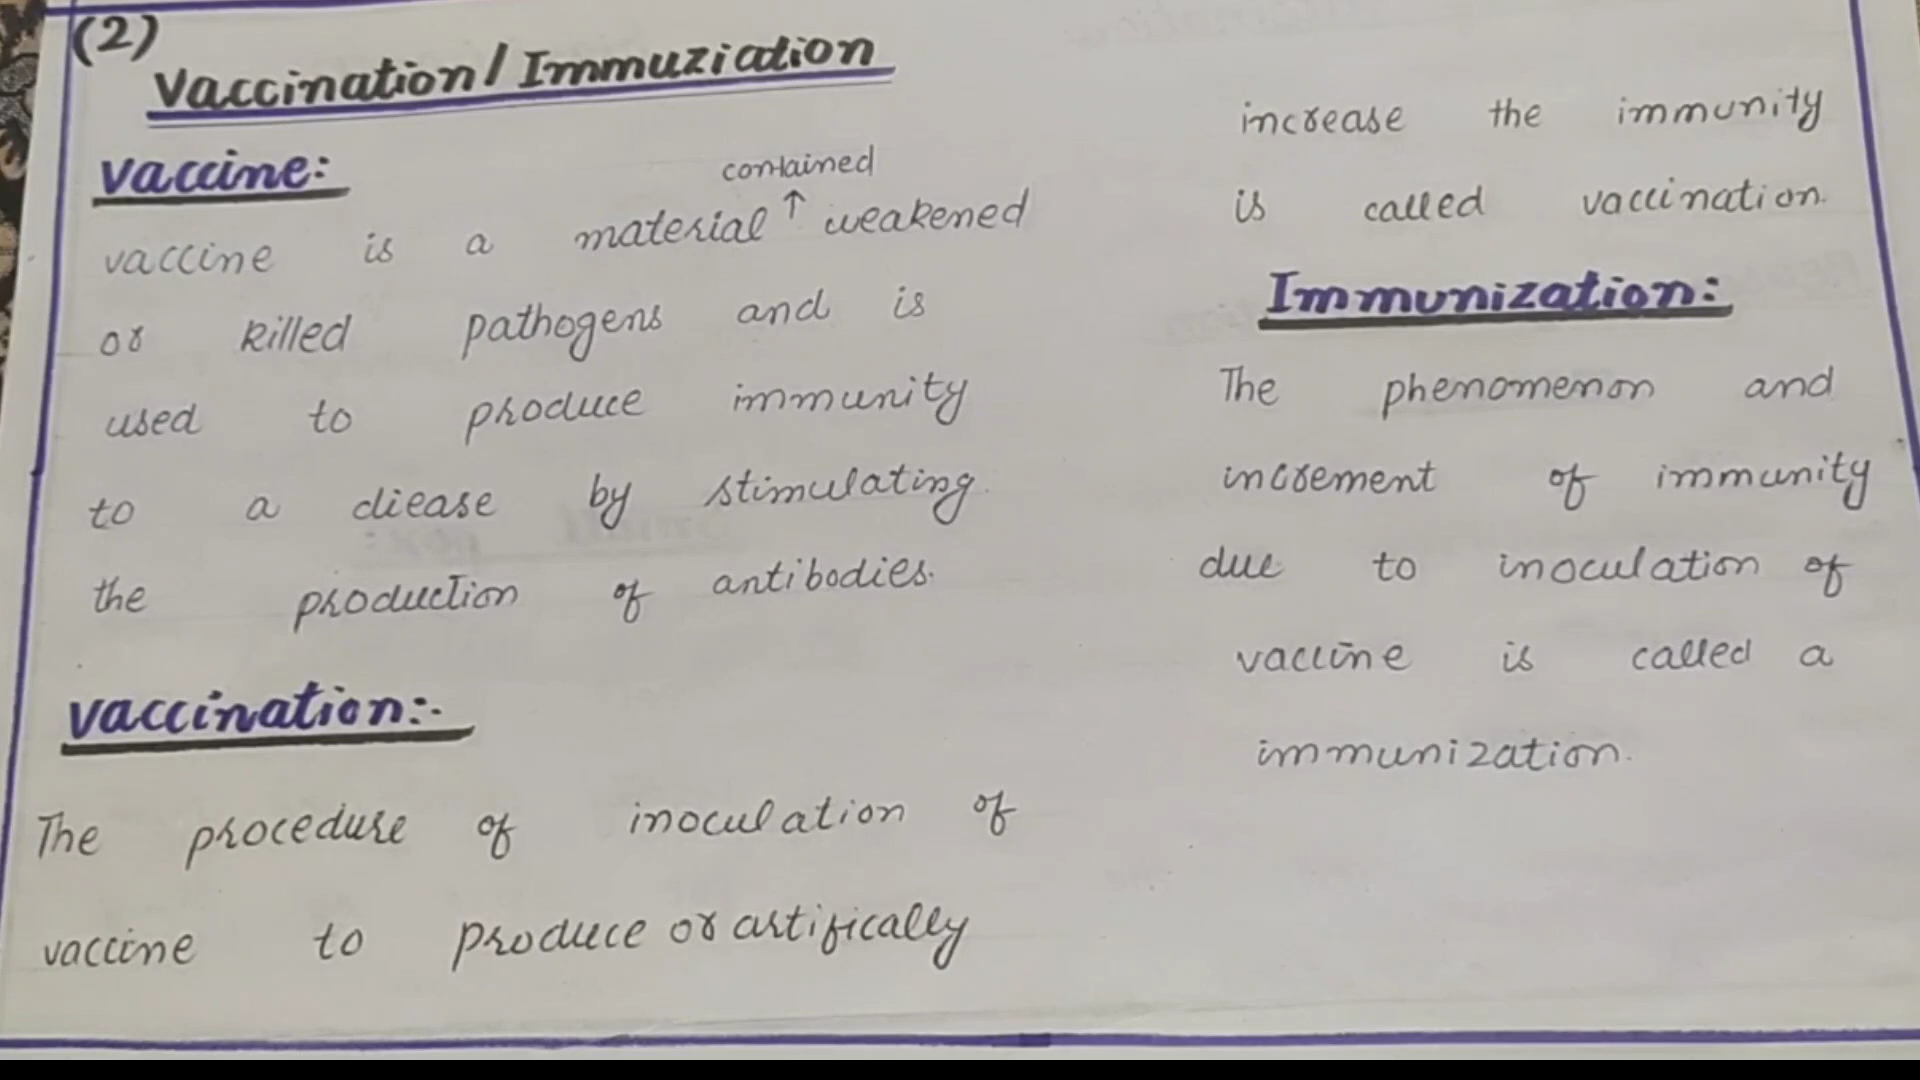 (2)
Vaccination/Immuziation
vaccine:
contained
vaccine is a material ↑ weakened
or killed pathogens and is
used to produce immunity
to a diease by stimulating
the production of antibodies.
vaccination:-
The procedure of inoculation of
vaccine to produce or artifically
increase the immunity
is called vaccination.
Immunization:
The phenomenon and
increment of immunity
due to inoculation of
vaccine is called a
immunization.